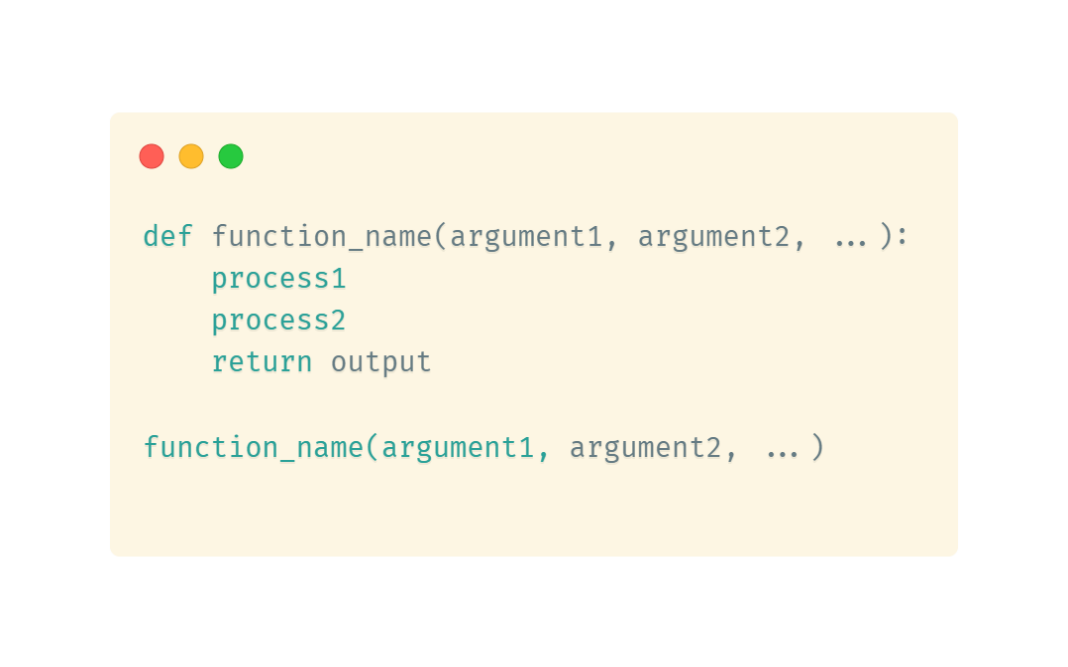 def function_name(argument1, argument2, ...):
    process1
    process2
    return output

function_name(argument1, argument2, ...)